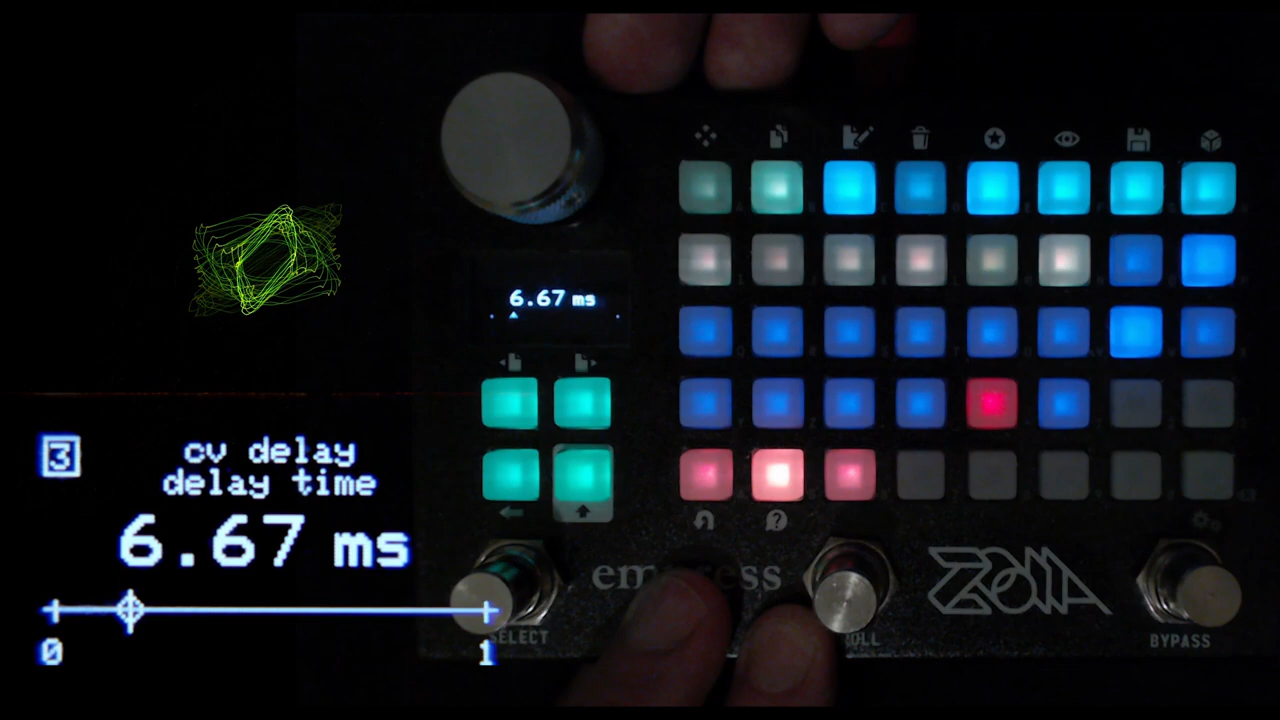 6.67 ms
3
cv delay
delay time
6.67 ms
0
1
empress
ZOIA
SELECT
BYPASS